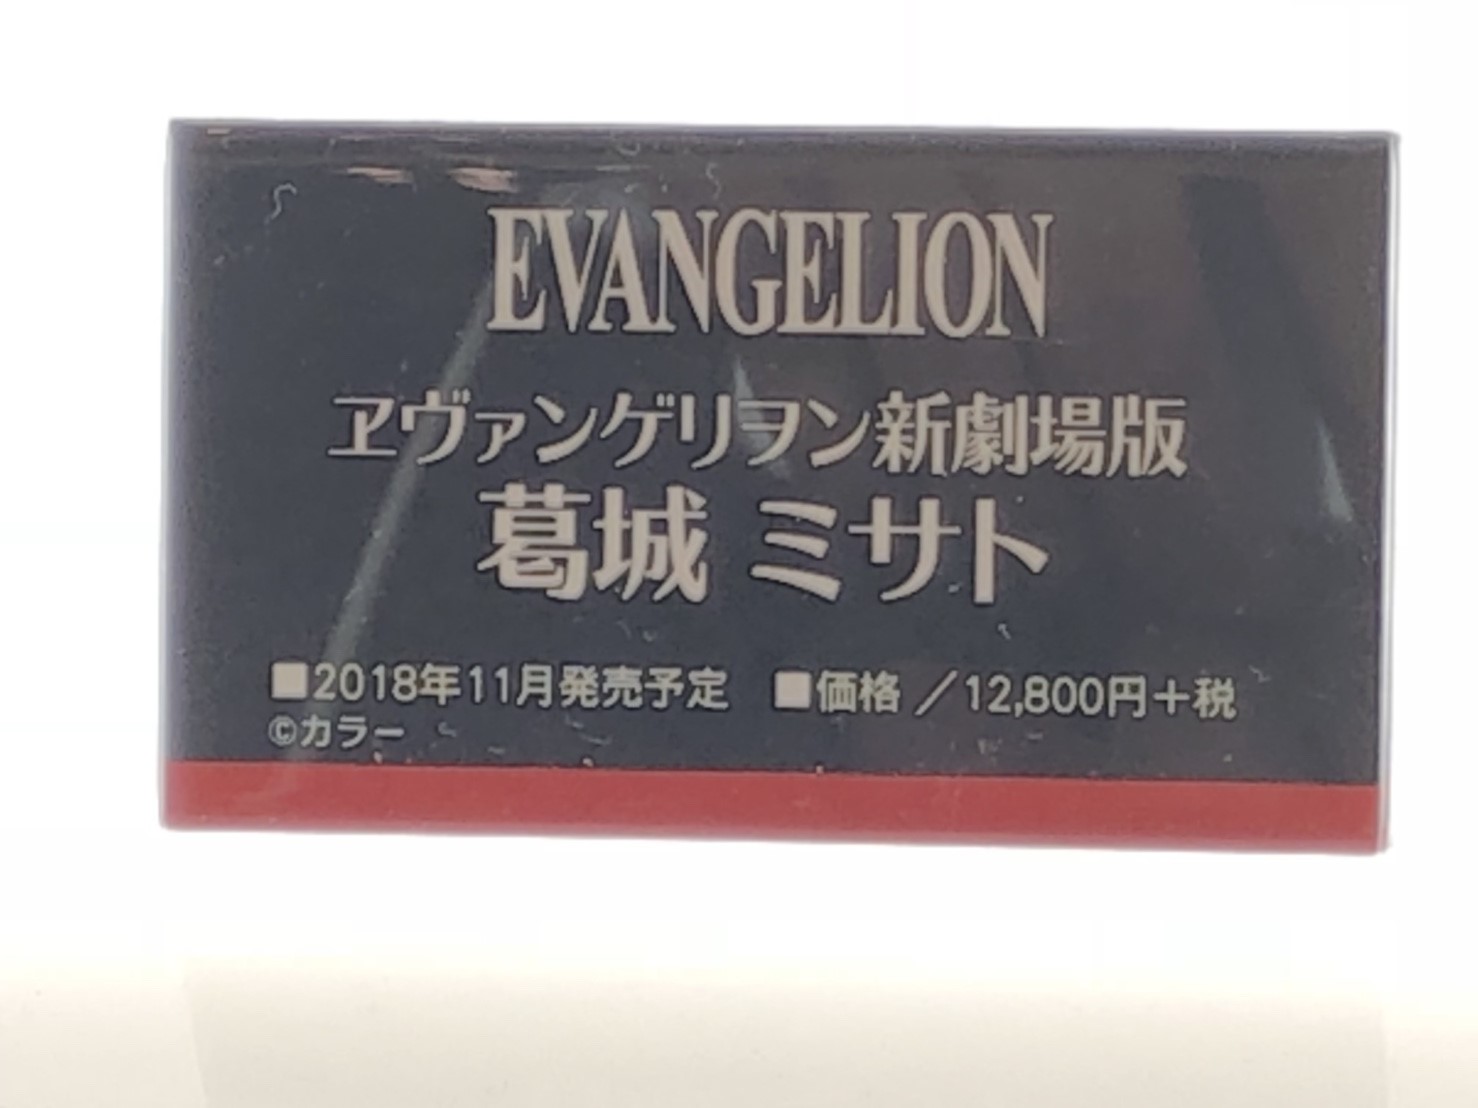 EVANGELION
ヱヴァンゲリヲン新劇場版
葛城 ミサト
■2018年11月発売予定 ■価格／12,800円＋税
©カラー